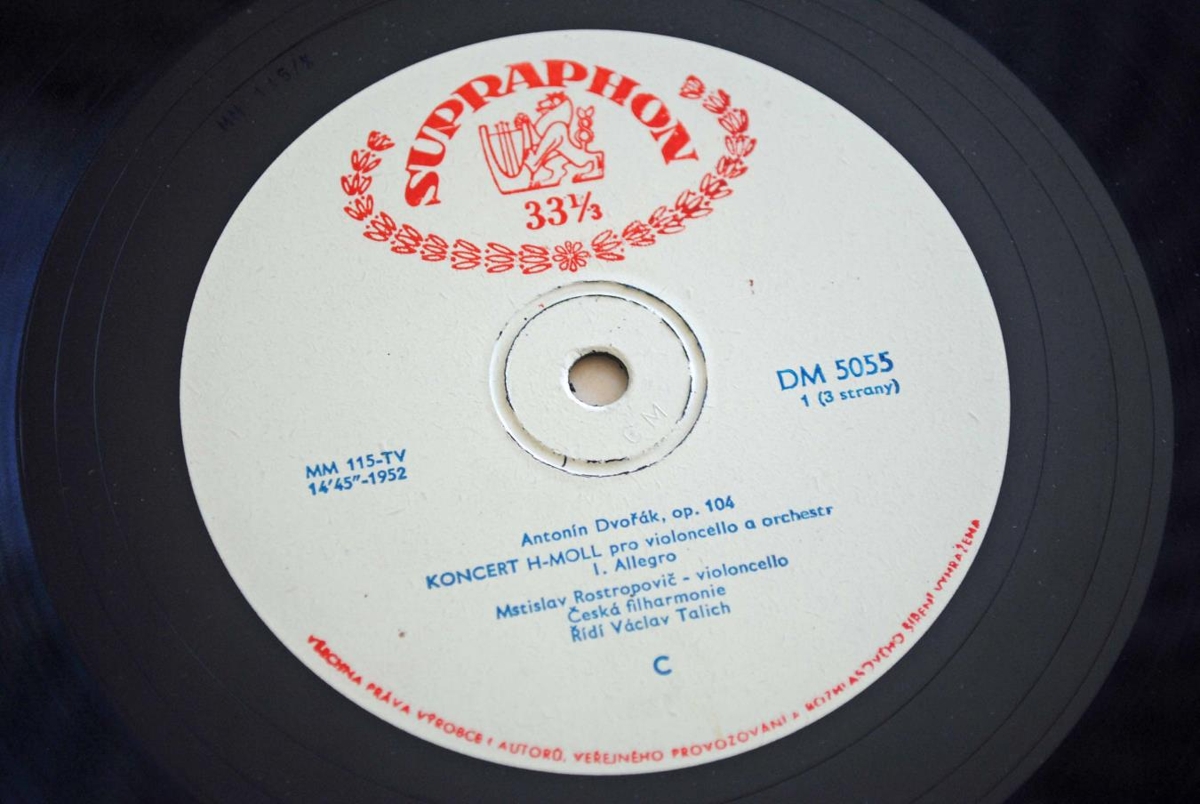 SUPRAPHON
33⅓
DM 5055
1 (3 strany)
MM 115-TV
14'45"-1952
Antonín Dvořák, op. 104
KONCERT H-MOLL pro violoncello a orchestr
I. Allegro
Mstislav Rostropovič - violoncello
Česká filharmonie
Řídí Václav Talich
C
VŠECHNA PRÁVA VÝROBCE I AUTORŮ, VEŘEJNÉHO PROVOZOVÁNÍ A ROZHLASOVÉHO ŠÍŘENÍ VYHRAŽENA